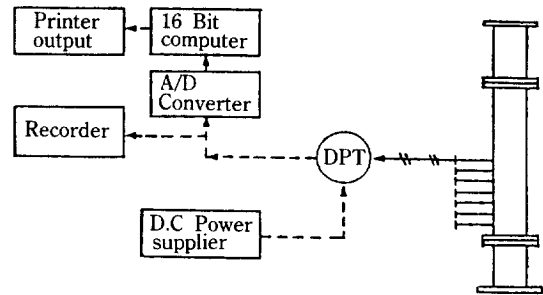 Printer
output
16 Bit
computer
A/D
Converter
Recorder
DPT
D.C Power
supplier